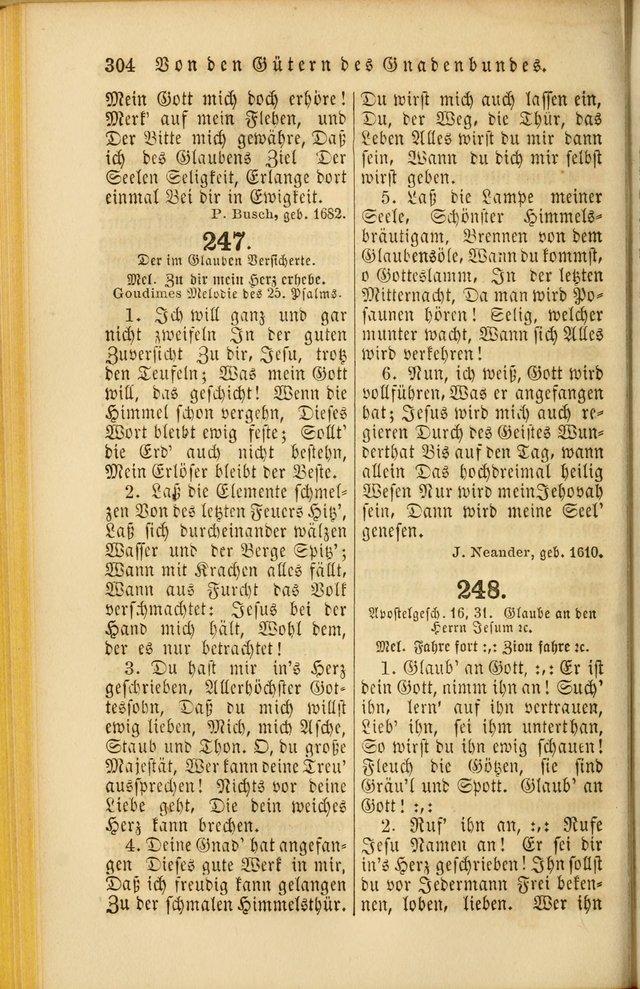 304 Von den Gütern des Gnadenbundes.
Mein Gott mich doch erhöre!
Merk' auf mein Flehen, und
Der Bitte mich gewähre, Daß
ich des Glaubens Ziel Der
Seelen Seligkeit, Erlange dort
einmal Bei dir in Ewigkeit.
P. Busch, geb. 1682.
247.
Der im Glauben Versicherte.
Mel. Zu dir mein Herz erhebe.
Goudimes Melodie des 25. Psalms.
1. Ich will ganz und gar
nicht zweifeln In der guten
Zuversicht Zu dir, Jesu, trotz
den Teufeln; Was mein Gott
will, das geschicht! Wenn die
Himmel schon vergehn, Dieses
Wort bleibt ewig feste; Sollt'
die Erd' auch nicht bestehn,
Mein Erlöser bleibt der Beste.
2. Laß die Elemente schmel-
zen Von des letzten Feuers Hitz',
Laß sich durcheinander wälzen
Wasser und der Berge Spitz';
Wann mit Krachen alles fällt,
Wann aus Furcht das Volk
verschmachtet: Jesus bei der
Hand mich hält, Wohl dem,
der es nur betrachtet!
3. Du hast mir in's Herz
geschrieben, Allerhöchster Got-
tessohn, Daß du mich willst
ewig lieben, Mich, mich Asche,
Staub und Thon. O, du große
Majestät, Wer kann deine Treu'
aussprechen! Nichts vor deine
Liebe geht, Die dein weiches
Herz kann brechen.
4. Deine Gnad' hat angefan-
gen Dieses gute Werk in mir,
Daß ich freudig kann gelangen
Zu der schmalen Himmelsthür.
Du wirst mich auch lassen ein,
Du, der Weg, die Thür, das
Leben Alles wirst du mir dann
sein, Wann du dich mir selbst
wirst geben.
5. Laß die Lampe meiner
Seele, Schönster Himmels-
bräutigam, Brennen von dem
Glaubensöle, Wann du kommst,
o Gotteslamm, In der letzten
Mitternacht, Da man wird Po-
saunen hören! Selig, welcher
munter wacht, Wann sich Alles
wird verkehren!
6. Nun, ich weiß, Gott wird
vollführen, Was er angefangen
hat; Jesus wird mich auch re-
gieren Durch des Geistes Wun-
derthat Bis auf den Tag, wann
allein Das hochdreimal heilig
Wesen Nur wird mein Jehovah
sein, Dann wird meine Seel'
genesen.
J. Neander, geb. 1610.
248.
Apostelgesch. 16, 31. Glaube an den
Herrn Jesum ꝛc.
Mel. Fahre fort :,: Zion fahre ꝛc.
1. Glaub' an Gott, :,: Er ist
dein Gott, nimm ihn an! Such'
ihn, lern' auf ihn vertrauen,
Lieb' ihn, sei ihm unterthan,
So wirst du ihn ewig schauen!
Fleuch die Götzen, sie sind
Gräu'l und Spott. Glaub' an
Gott! :,:
2. Ruf' ihn an, :,: Rufe
Jesu Namen an! Er sei dir
in's Herz geschrieben! Ihn sollst
du vor Jedermann Frei beken-
nen, loben, lieben. Wer ihn